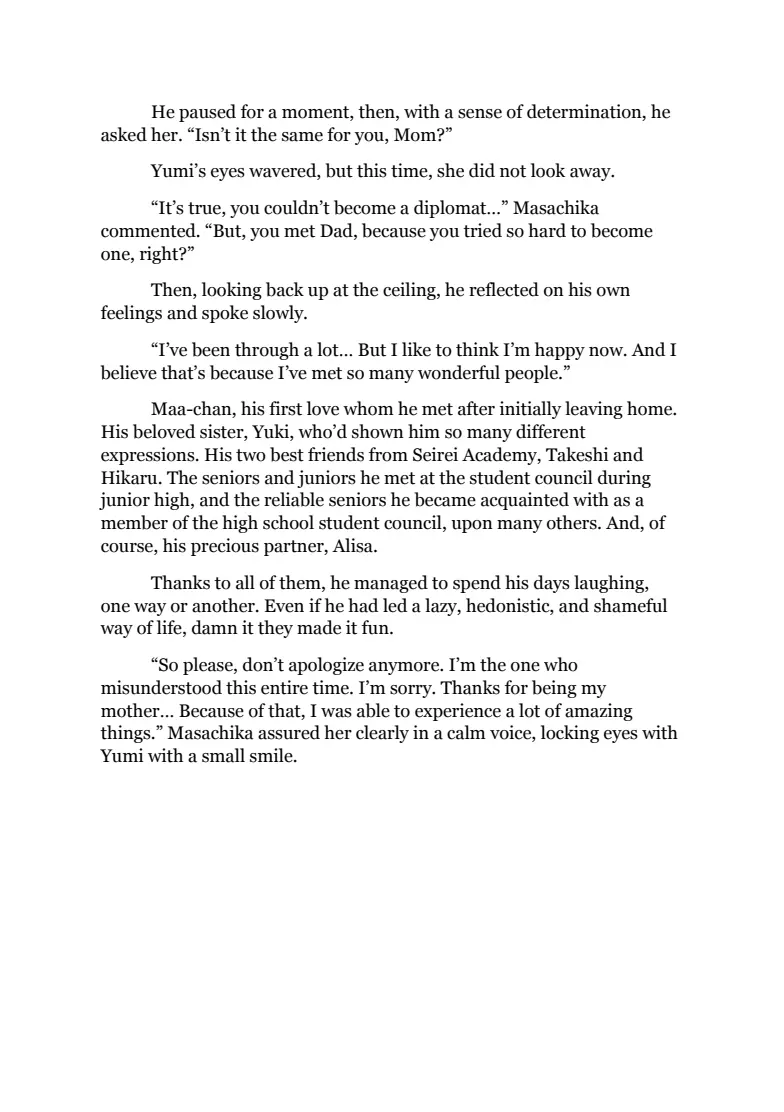 He paused for a moment, then, with a sense of determination, he
asked her. “Isn’t it the same for you, Mom?”
Yumi’s eyes wavered, but this time, she did not look away.
“It’s true, you couldn’t become a diplomat…” Masachika
commented. “But, you met Dad, because you tried so hard to become
one, right?”
Then, looking back up at the ceiling, he reflected on his own
feelings and spoke slowly.
“I’ve been through a lot… But I like to think I’m happy now. And I
believe that’s because I’ve met so many wonderful people.”
Maa-chan, his first love whom he met after initially leaving home.
His beloved sister, Yuki, who’d shown him so many different
expressions. His two best friends from Seirei Academy, Takeshi and
Hikaru. The seniors and juniors he met at the student council during
junior high, and the reliable seniors he became acquainted with as a
member of the high school student council, upon many others. And, of
course, his precious partner, Alisa.
Thanks to all of them, he managed to spend his days laughing,
one way or another. Even if he had led a lazy, hedonistic, and shameful
way of life, damn it they made it fun.
“So please, don’t apologize anymore. I’m the one who
misunderstood this entire time. I’m sorry. Thanks for being my
mother… Because of that, I was able to experience a lot of amazing
things.” Masachika assured her clearly in a calm voice, locking eyes with
Yumi with a small smile.